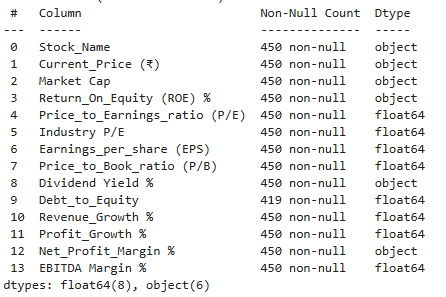 #   Column                        Non-Null Count  Dtype
---  ------                        --------------  -----
0   Stock_Name                    450 non-null    object
1   Current_Price (₹)             450 non-null    object
2   Market Cap                    450 non-null    object
3   Return_On_Equity (ROE) %      450 non-null    object
4   Price_to_Earnings_ratio (P/E) 450 non-null    float64
5   Industry P/E                  450 non-null    float64
6   Earnings_per_share (EPS)      450 non-null    float64
7   Price_to_Book_ratio (P/B)     450 non-null    float64
8   Dividend Yield %              450 non-null    object
9   Debt_to_Equity                419 non-null    float64
10  Revenue_Growth %              450 non-null    float64
11  Profit_Growth %               450 non-null    float64
12  Net_Profit_Margin %           450 non-null    object
13  EBITDA Margin %               450 non-null    float64
dtypes: float64(8), object(6)